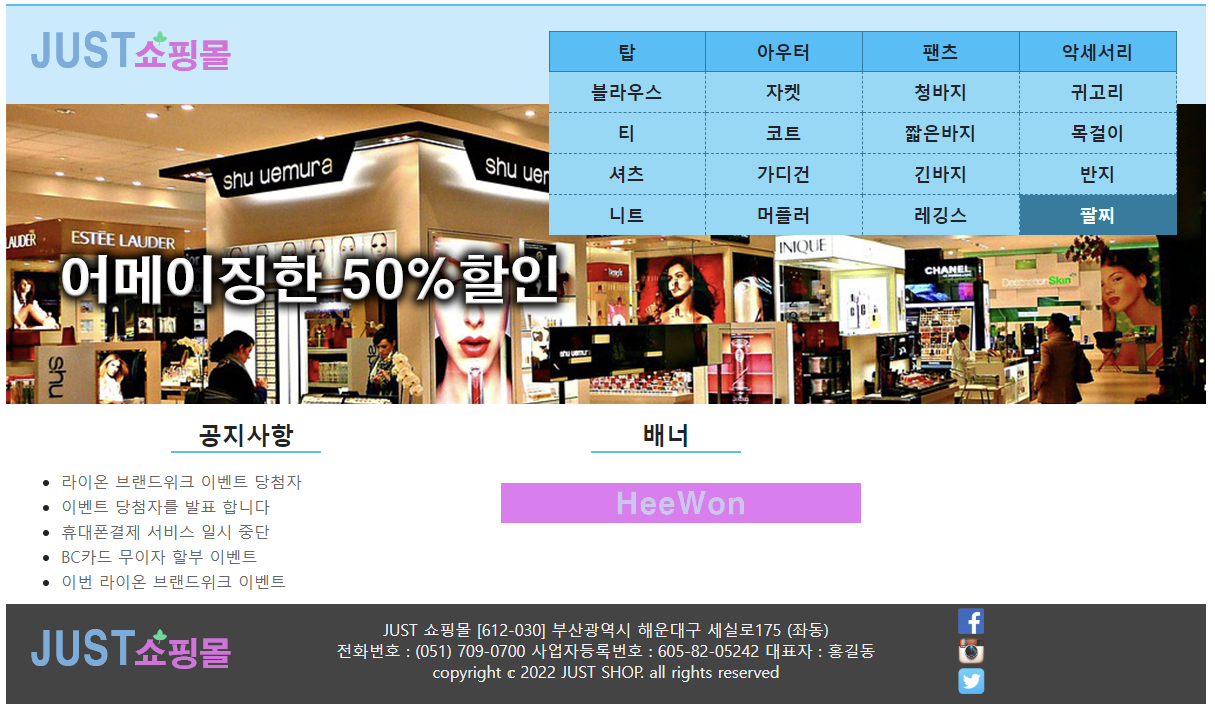 JUST쇼핑몰
탑 아우터 팬츠 악세서리
블라우스 자켓 청바지 귀고리
티 코트 짧은바지 목걸이
셔츠 가디건 긴바지 반지
니트 머플러 레깅스 팔찌
shu uemura
shu uer
LAUDER
ESTĒE LAUDER
INIQUE
CHANEL
DestinationSkin
어메이징한 50%할인
shu uemura
shu
공지사항
라이온 브랜드위크 이벤트 당첨자
이벤트 당첨자를 발표 합니다
휴대폰결제 서비스 일시 중단
BC카드 무이자 할부 이벤트
이번 라이온 브랜드위크 이벤트
배너
HeeWon
JUST쇼핑몰
JUST 쇼핑몰 [612-030] 부산광역시 해운대구 세실로175 (좌동)
전화번호 : (051) 709-0700 사업자등록번호 : 605-82-05242 대표자 : 홍길동
copyright c 2022 JUST SHOP. all rights reserved